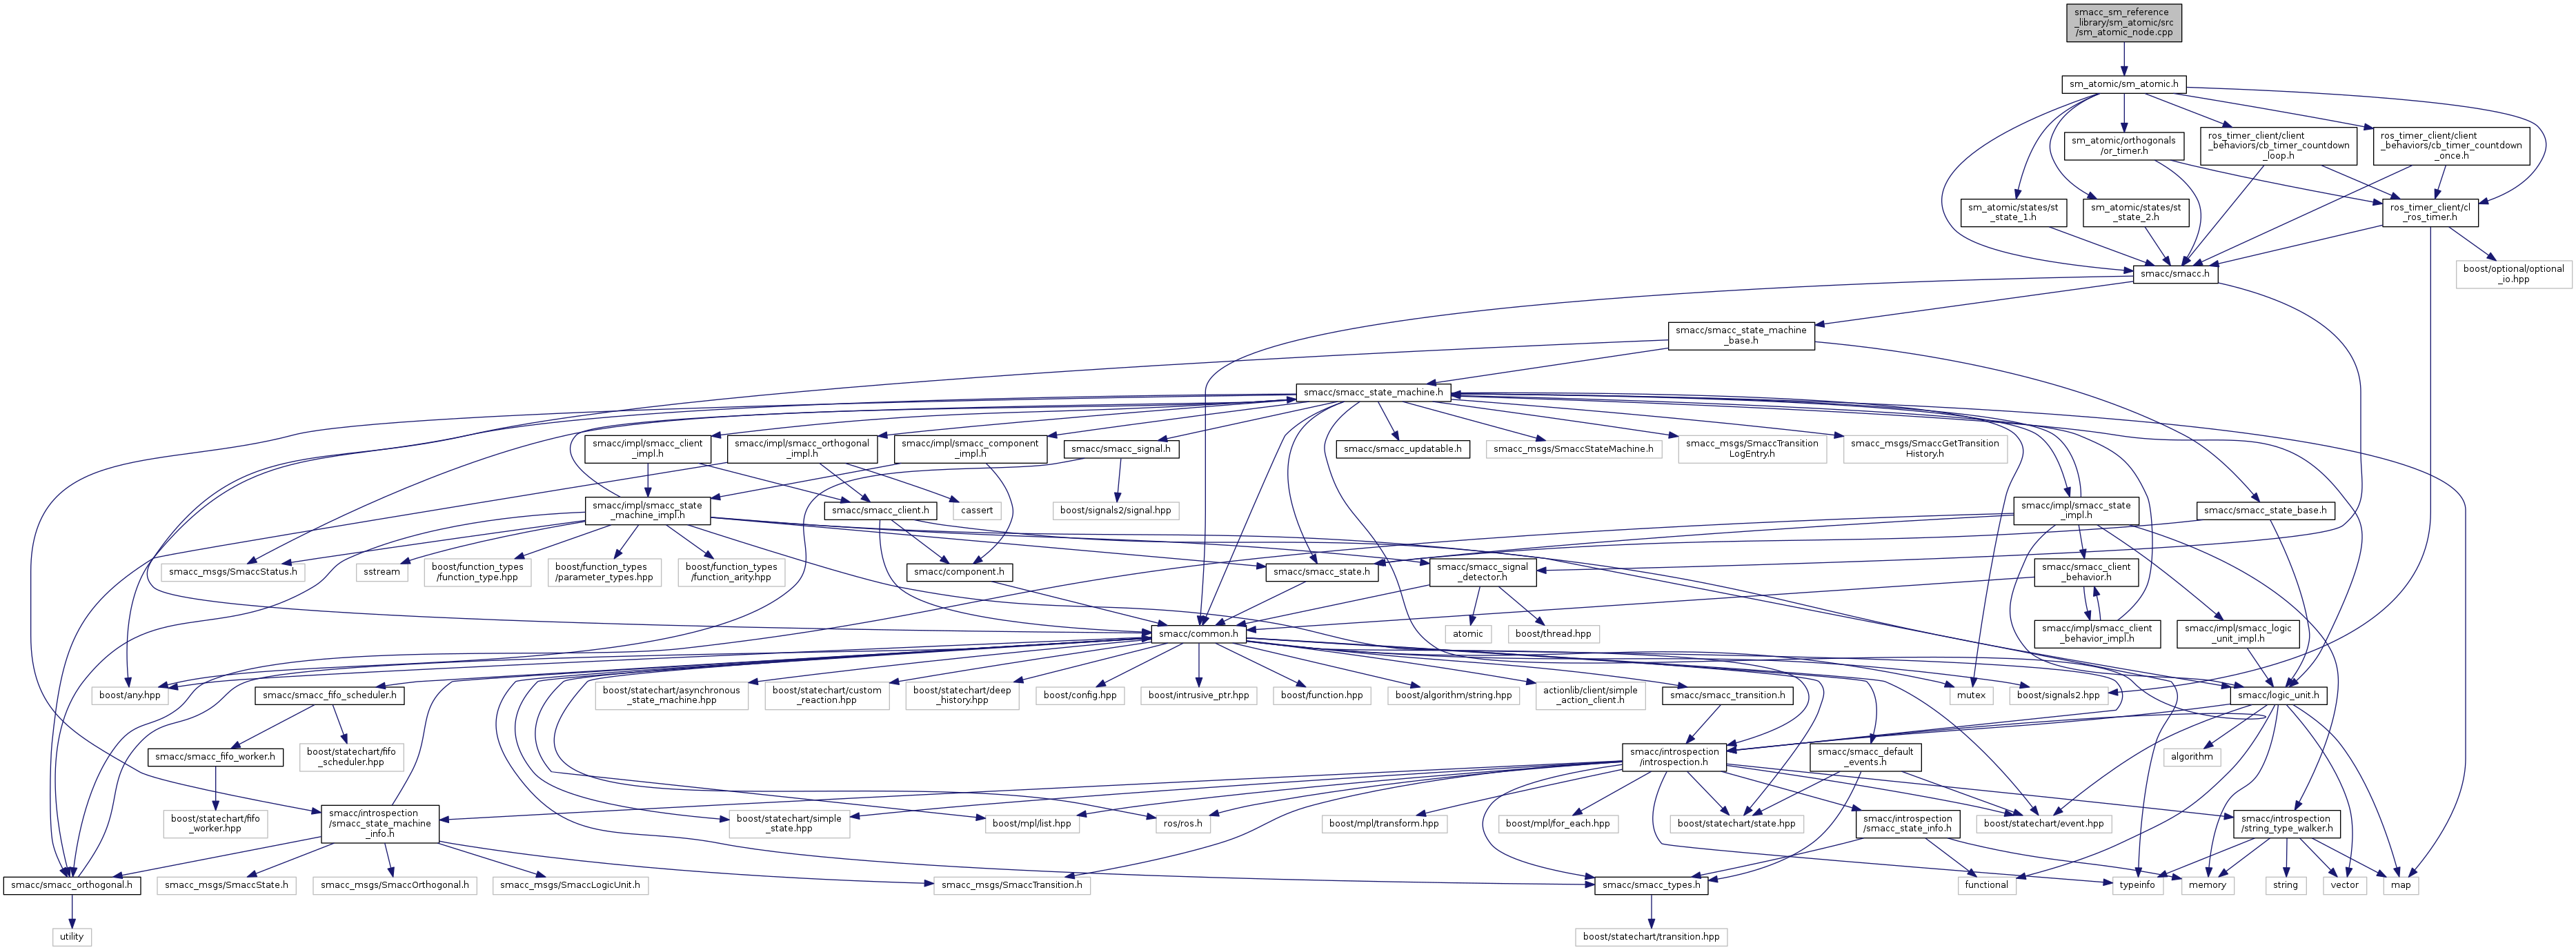 smacc_sm_reference
_library/sm_atomic/src
/sm_atomic_node.cpp
sm_atomic/sm_atomic.h
sm_atomic/orthogonals
/or_timer.h
ros_timer_client/client
_behaviors/cb_timer_countdown
_loop.h
ros_timer_client/client
_behaviors/cb_timer_countdown
_once.h
sm_atomic/states/st
_state_1.h
sm_atomic/states/st
_state_2.h
ros_timer_client/cl
_ros_timer.h
smacc/smacc.h
boost/optional/optional
_io.hpp
smacc/smacc_state_machine
_base.h
smacc/smacc_state_machine.h
smacc/impl/smacc_client
_impl.h
smacc/impl/smacc_orthogonal
_impl.h
smacc/impl/smacc_component
_impl.h
smacc/smacc_signal.h
smacc/smacc_updatable.h
smacc_msgs/SmaccStateMachine.h
smacc_msgs/SmaccTransition
LogEntry.h
smacc_msgs/SmaccGetTransition
History.h
smacc/impl/smacc_state
_machine_impl.h
smacc/smacc_client.h
cassert
boost/signals2/signal.hpp
smacc/impl/smacc_state
_impl.h
smacc/smacc_state_base.h
smacc_msgs/SmaccStatus.h
sstream
boost/function_types
/function_type.hpp
boost/function_types
/parameter_types.hpp
boost/function_types
/function_arity.hpp
smacc/component.h
smacc/smacc_state.h
smacc/smacc_signal
_detector.h
smacc/smacc_client
_behavior.h
smacc/common.h
atomic
boost/thread.hpp
smacc/impl/smacc_client
_behavior_impl.h
smacc/impl/smacc_logic
_unit_impl.h
boost/any.hpp
smacc/smacc_fifo_scheduler.h
boost/statechart/asynchronous
_state_machine.hpp
boost/statechart/custom
_reaction.hpp
boost/statechart/deep
_history.hpp
boost/config.hpp
boost/intrusive_ptr.hpp
boost/function.hpp
boost/algorithm/string.hpp
actionlib/client/simple
_action_client.h
smacc/smacc_transition.h
mutex
boost/signals2.hpp
smacc/logic_unit.h
smacc/smacc_fifo_worker.h
boost/statechart/fifo
_scheduler.hpp
smacc/introspection
/introspection.h
smacc/smacc_default
_events.h
algorithm
boost/statechart/fifo
_worker.hpp
smacc/introspection
/smacc_state_machine
_info.h
boost/statechart/simple
_state.hpp
boost/mpl/list.hpp
ros/ros.h
boost/mpl/transform.hpp
boost/mpl/for_each.hpp
boost/statechart/state.hpp
smacc/introspection
/smacc_state_info.h
boost/statechart/event.hpp
smacc/introspection
/string_type_walker.h
smacc/smacc_orthogonal.h
smacc_msgs/SmaccState.h
smacc_msgs/SmaccOrthogonal.h
smacc_msgs/SmaccLogicUnit.h
smacc_msgs/SmaccTransition.h
smacc/smacc_types.h
functional
typeinfo
memory
string
vector
map
utility
boost/statechart/transition.hpp